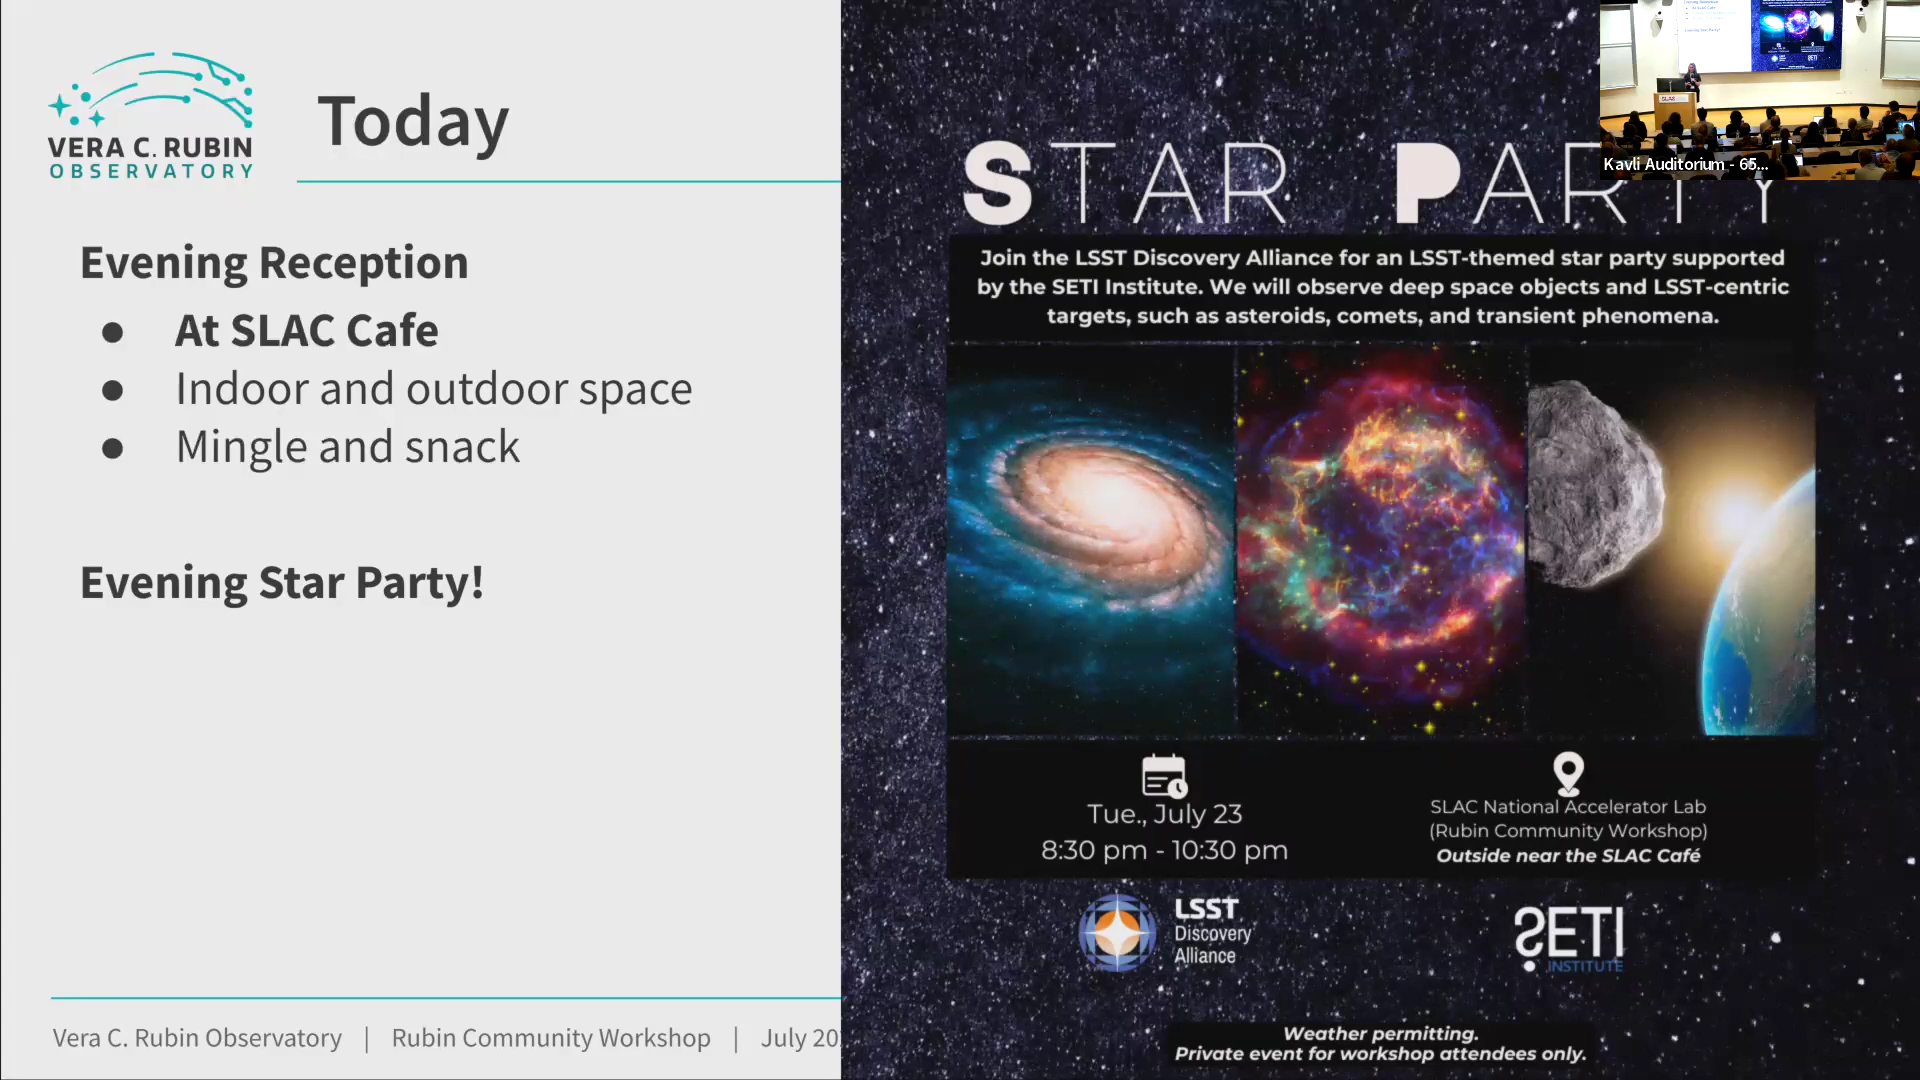 VERA C. RUBIN
OBSERVATORY
Today
Evening Reception
● At SLAC Cafe
● Indoor and outdoor space
● Mingle and snack
Evening Star Party!
Vera C. Rubin Observatory | Rubin Community Workshop | July 20
STAR PARTY
Join the LSST Discovery Alliance for an LSST-themed star party supported
by the SETI Institute. We will observe deep space objects and LSST-centric
targets, such as asteroids, comets, and transient phenomena.
Tue., July 23
8:30 pm - 10:30 pm
SLAC National Accelerator Lab
(Rubin Community Workshop)
Outside near the SLAC Café
LSST
Discovery
Alliance
SETI
INSTITUTE
Weather permitting.
Private event for workshop attendees only.
Kavli Auditorium - 65...
SLAC